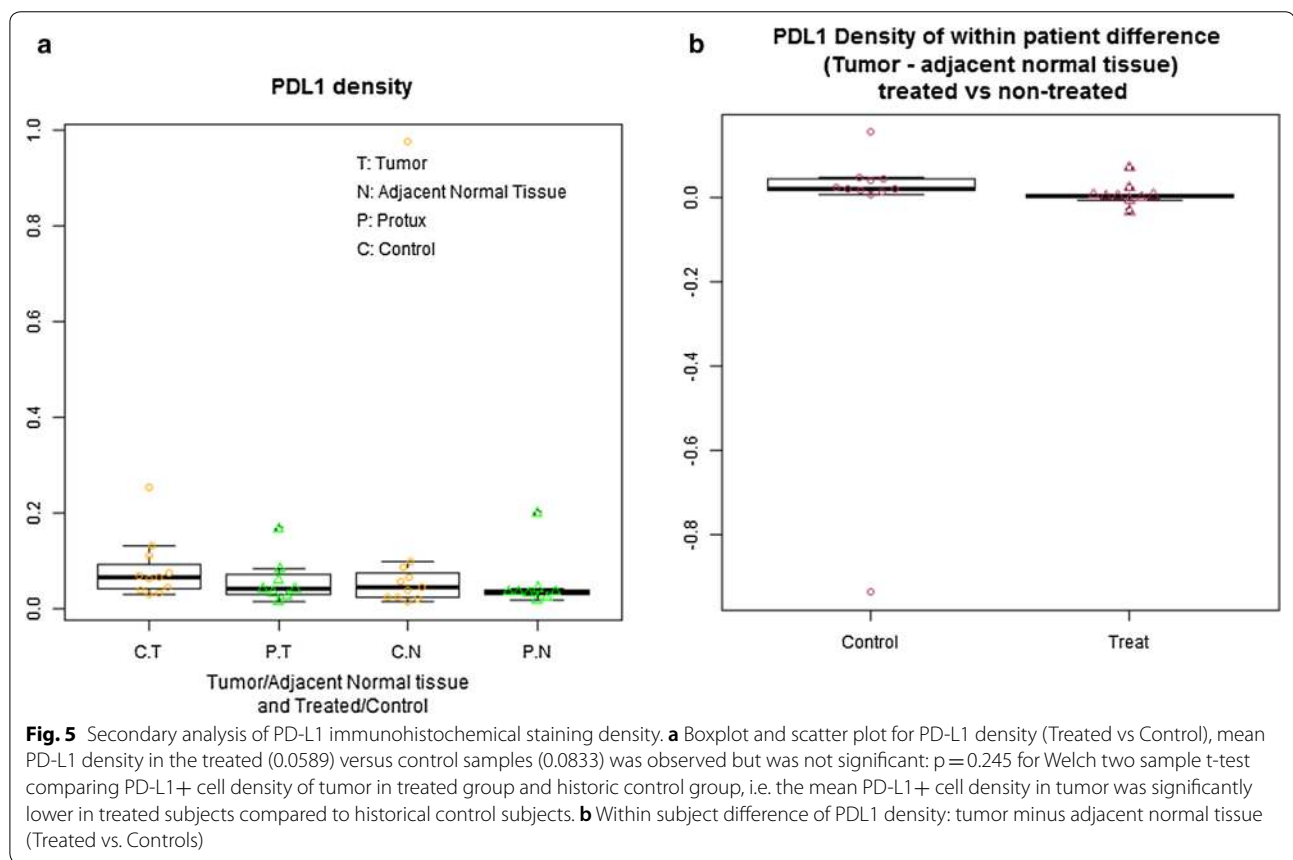 a
PDL1 density
1.0
0.8
0.6
0.4
0.2
0.0
T: Tumor
N: Adjacent Normal Tissue
P: Protux
C: Control
C.T P.T C.N P.N
Tumor/Adjacent Normal tissue
and Treated/Control
b
PDL1 Density of within patient difference
(Tumor - adjacent normal tissue)
treated vs non-treated
0.0
-0.2
-0.4
-0.6
-0.8
Control Treat
Fig. 5 Secondary analysis of PD-L1 immunohistochemical staining density. a Boxplot and scatter plot for PD-L1 density (Treated vs Control), mean
PD-L1 density in the treated (0.0589) versus control samples (0.0833) was observed but was not significant: p = 0.245 for Welch two sample t-test
comparing PD-L1+ cell density of tumor in treated group and historic control group, i.e. the mean PD-L1+ cell density in tumor was significantly
lower in treated subjects compared to historical control subjects. b Within subject difference of PDL1 density: tumor minus adjacent normal tissue
(Treated vs. Controls)